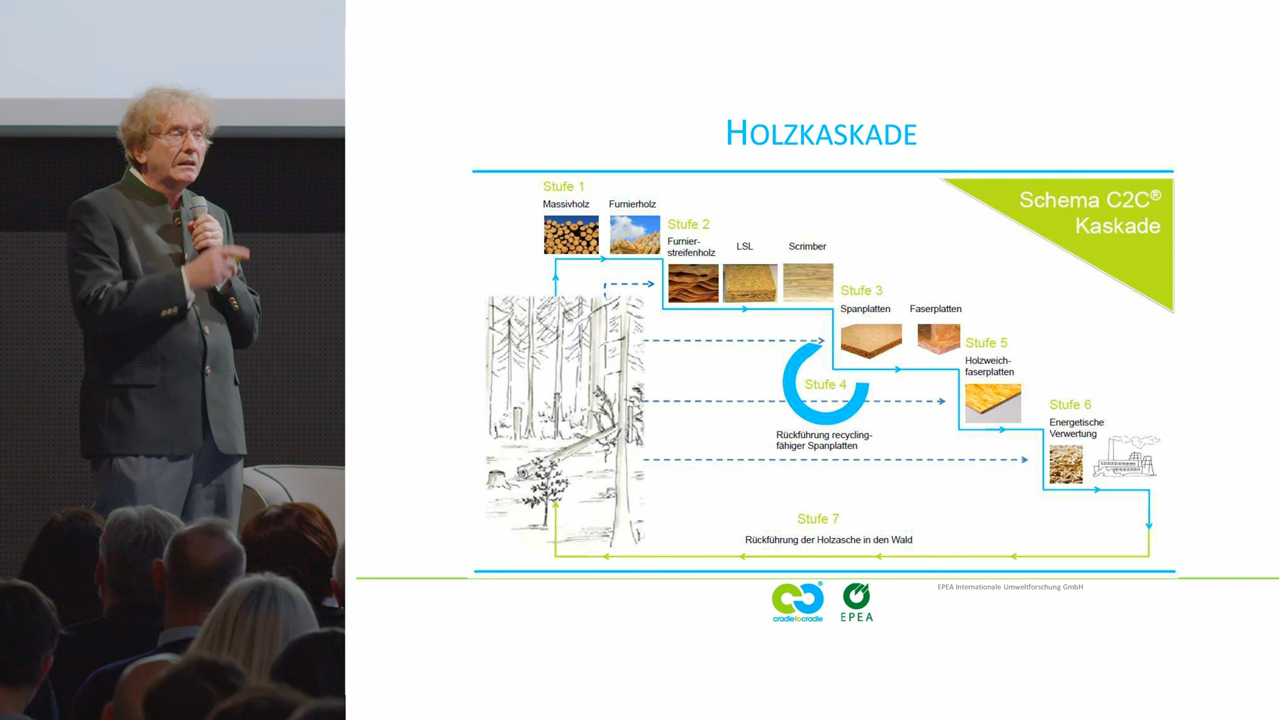 HOLZKASKADE
Schema C2C®
Kaskade
Stufe 1
Massivholz
Furnierholz
Stufe 2
Furnier-
streifenholz
LSL
Scrimber
Stufe 3
Spanplatten
Faserplatten
Stufe 4
Rückführung recycling-
fähiger Spanplatten
Stufe 5
Holzweich-
faserplatten
Stufe 6
Energetische
Verwertung
Stufe 7
Rückführung der Holzasche in den Wald
cradletocradle
®
EPEA
EPEA Internationale Umweltforschung GmbH